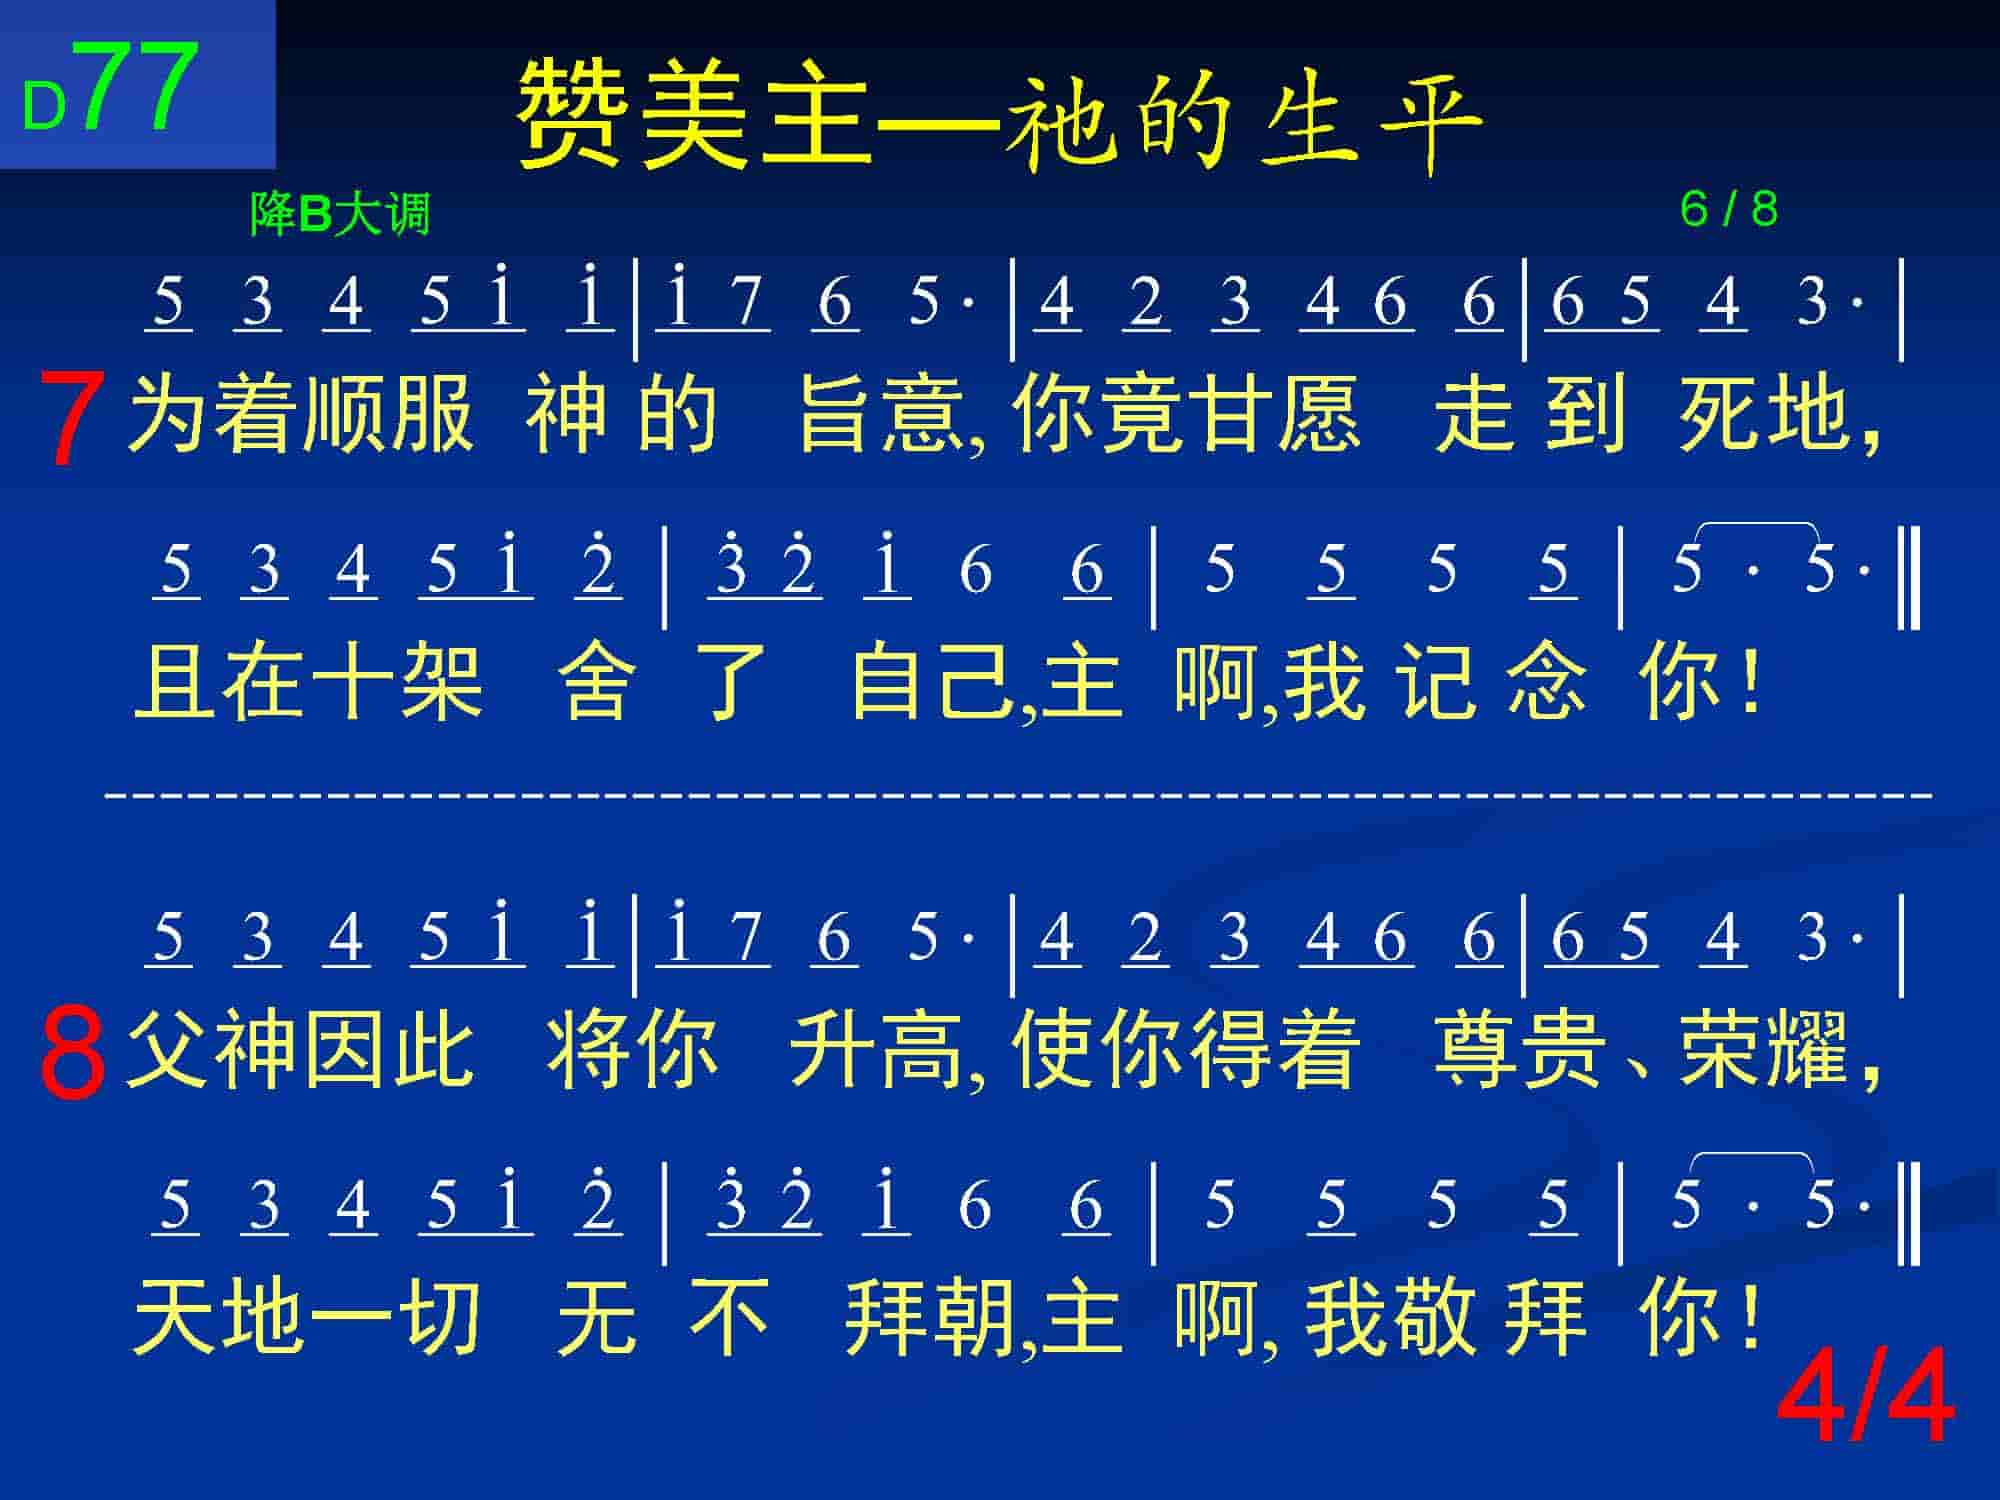 D77
赞美主—祂的生平
降B大调 6 / 8
5 3 4 5 i̇ i̇ | i̇ 7 6 5· | 4 2 3 4 6 6 | 6 5 4 3· |
7 为着顺服 神的 旨意, 你竟甘愿 走到 死地,
5 3 4 5 1̇ 2̇ | 3̇ 2̇ 1̇ 6 6 | 5 5 5 5 | 5 · 5 · ‖
且在十架 舍 了 自己,主 啊,我 记 念 你!
5 3 4 5 i̇ i̇ | i̇ 7 6 5· | 4 2 3 4 6 6 | 6 5 4 3· |
8 父神因此 将你 升高, 使你得着 尊贵、荣耀,
5 3 4 5 1̇ 2̇ | 3̇ 2̇ 1̇ 6 6 | 5 5 5 5 | 5 · 5 · ‖
天地一切 无 不 拜朝,主 啊, 我敬 拜 你!
4/4